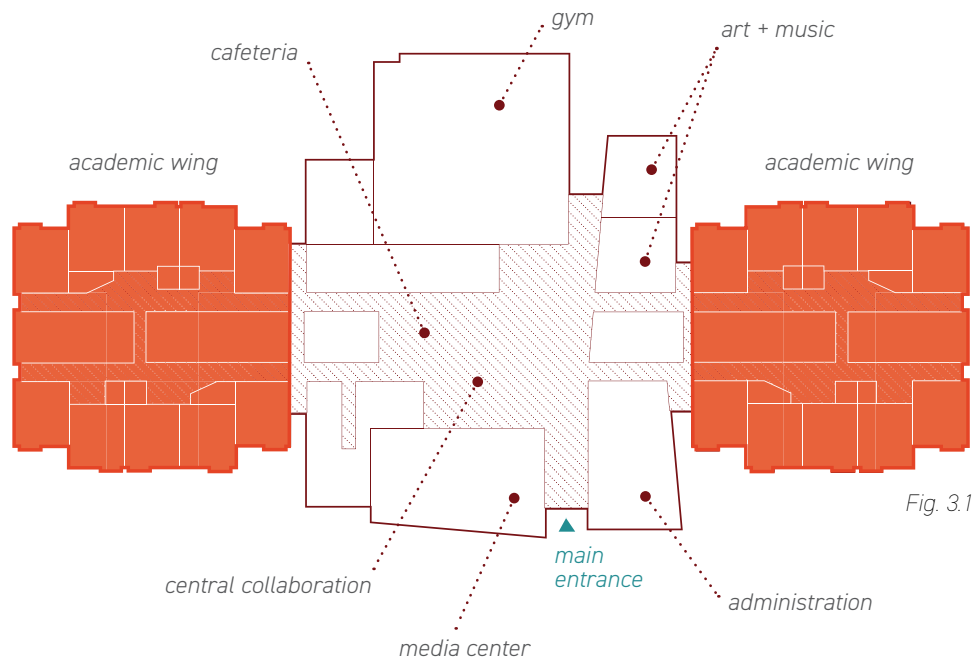 gym
art + music
cafeteria
academic wing
academic wing
Fig. 3.1
main
entrance
central collaboration
administration
media center